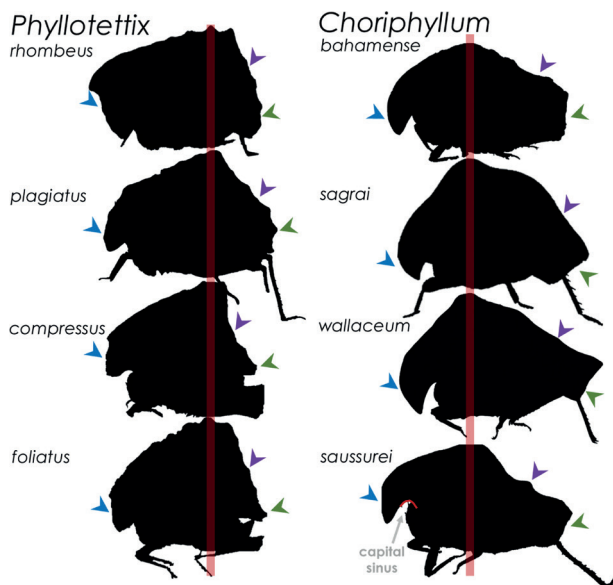 Phyllotettix
rhombeus
plagiatus
compressus
foliatus
Choriphyllum
bahamense
sagrai
wallaceum
saussurei
capital
sinus